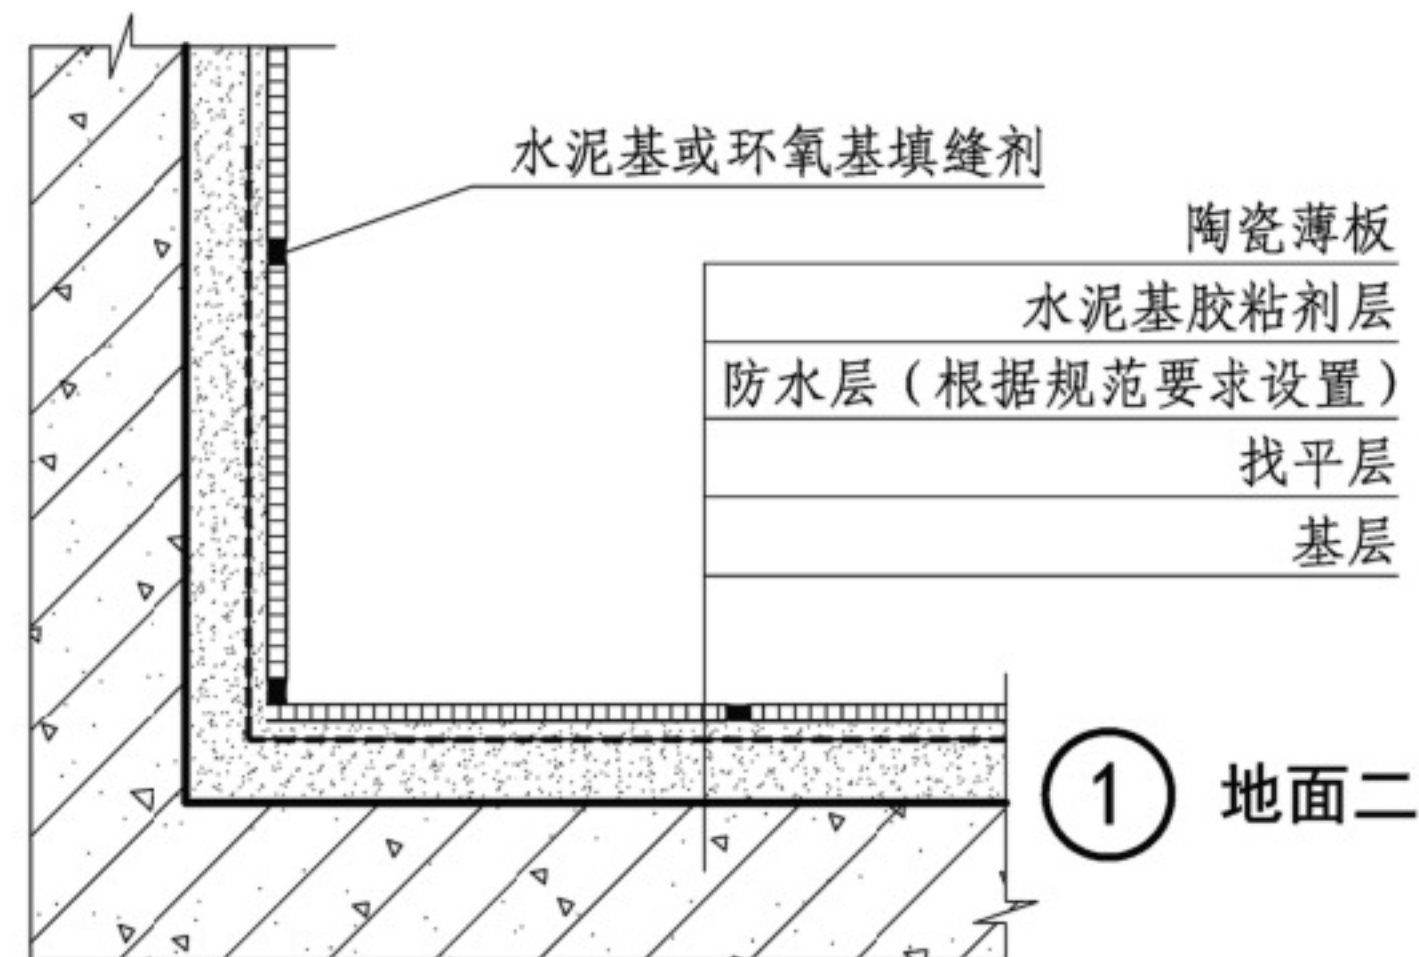 水泥基或环氧基填缝剂
陶瓷薄板
水泥基胶粘剂层
防水层（根据规范要求设置）
找平层
基层
1 地面二